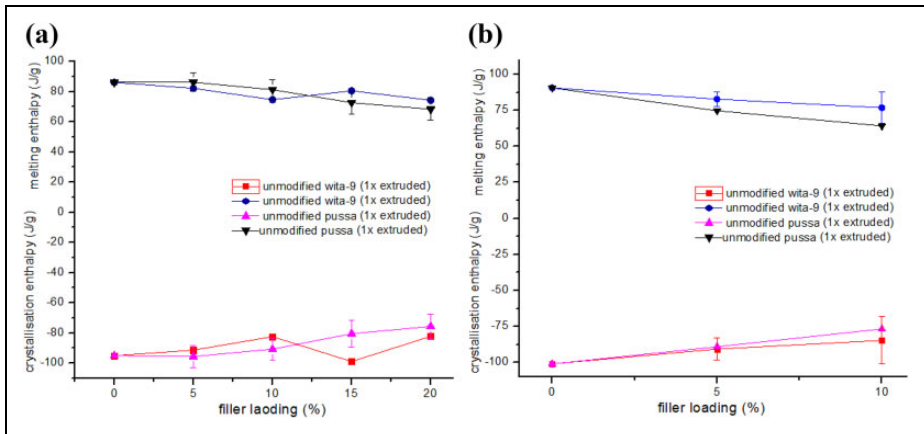 (a)
melting enthalpy (J/g)
crystallisation enthalpy (J/g)
100
80
60
40
20
0
-20
-40
-60
-80
-100
unmodified wita-9 (1x extruded)
unmodified wita-9 (1x extruded)
unmodified pussa (1x extruded)
unmodified pussa (1x extruded)
0 5 10 15 20
filler laoding (%)
(b)
melting enthalpy (J/g)
crystallisation enthalpy (J/g)
100
75
50
25
0
-25
-50
-75
-100
unmodified wita-9 (1x extruded)
unmodified wita-9 (1x extruded)
unmodified pussa (1x extruded)
unmodified pussa (1x extruded)
0 5 10
filler loading (%)